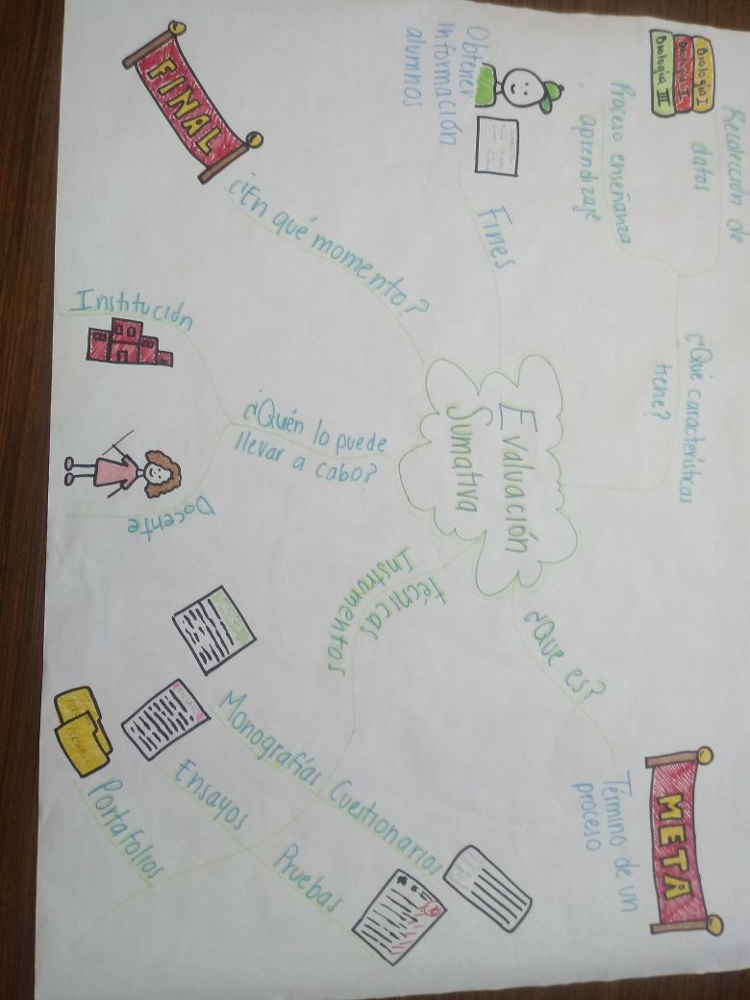 Evaluación
Sumativa
¿Que es?
Término de un
proceso
META
¿Qué características
tiene?
Recolección de
datos
Proceso enseñanza
aprendizaje
Biología I
Biología II
Biología III
Fines
Obtener
información
alumnos
¿En qué momento?
FINAL
¿Quién lo puede
llevar a cabo?
Institución
Docente
técnicas
Instrumentos
Monografías
Cuestionarios
Ensayos
Pruebas
Portafolios